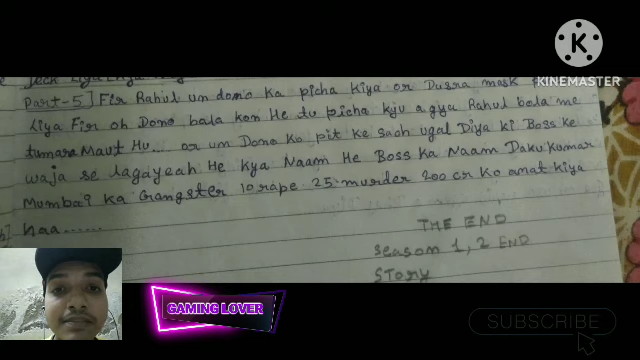 KINEMASTER
Part-5] Fir Rahul un dono Ka picha Kiya or Dusra mask
Liya Fir oh Dono bala kon He tu picha kju agya Rahul bola me
tumara Maut Hu... or un Dono Ko pit Ke sach ugal Diya Ki Boss Ke
waja se lagayeah He Kya Naam He Boss Ka Naam Daku Kumar
Mumbai Ka Grangster 10 rape 25 murder 200 cr Ko amat Kiya
haa......
THE END
Season 1, 2 END
Story
GAMING LOVER
SUBSCRIBE